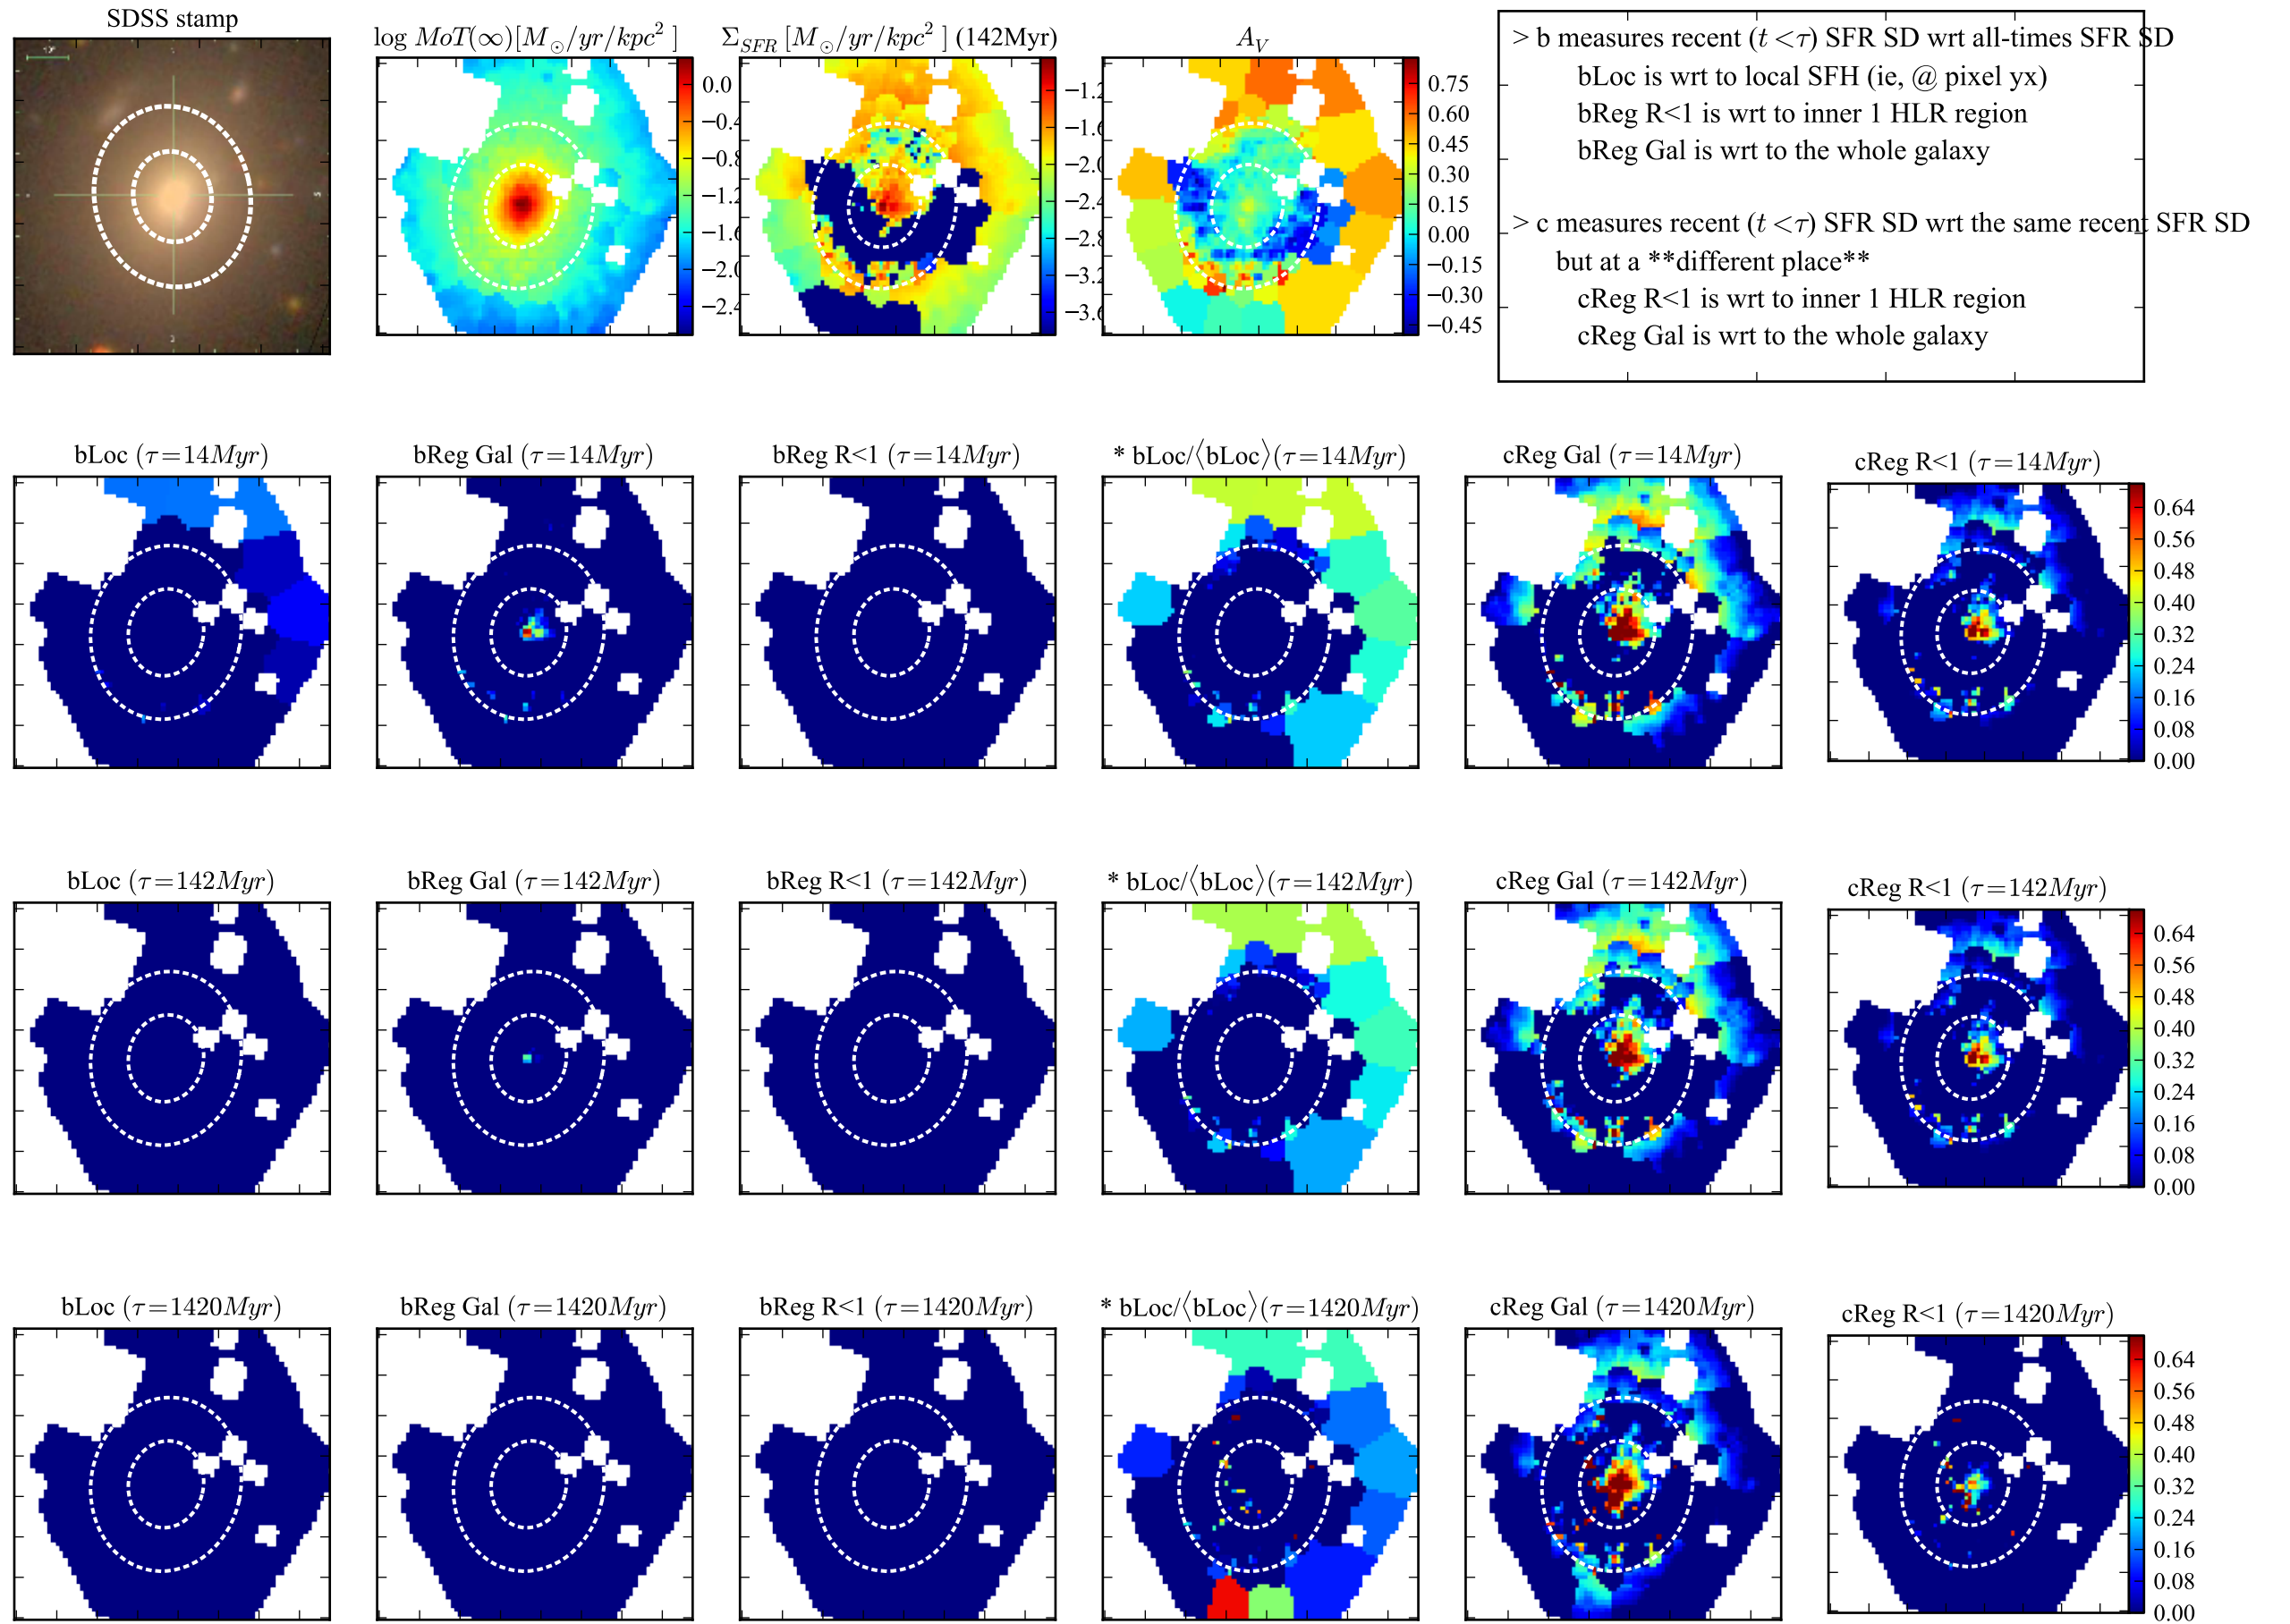 SDSS stamp
log MoT(∞)[M⊙/yr/kpc² ]
Σ_SFR [M⊙/yr/kpc² ] (142Myr)
A_V
0.0
−0.4
−0.8
−1.2
−1.6
−2.0
−2.4
−1.2
−1.6
−2.0
−2.4
−2.8
−3.2
−3.6
0.75
0.60
0.45
0.30
0.15
0.00
−0.15
−0.30
−0.45
> b measures recent (t <τ) SFR SD wrt all-times SFR SD
bLoc is wrt to local SFH (ie, @ pixel yx)
bReg R<1 is wrt to inner 1 HLR region
bReg Gal is wrt to the whole galaxy
> c measures recent (t <τ) SFR SD wrt the same recent SFR SD
but at a **different place**
cReg R<1 is wrt to inner 1 HLR region
cReg Gal is wrt to the whole galaxy
bLoc (τ=14Myr)
bReg Gal (τ=14Myr)
bReg R<1 (τ=14Myr)
* bLoc/⟨bLoc⟩(τ=14Myr)
cReg Gal (τ=14Myr)
cReg R<1 (τ=14Myr)
0.64
0.56
0.48
0.40
0.32
0.24
0.16
0.08
0.00
bLoc (τ=142Myr)
bReg Gal (τ=142Myr)
bReg R<1 (τ=142Myr)
* bLoc/⟨bLoc⟩(τ=142Myr)
cReg Gal (τ=142Myr)
cReg R<1 (τ=142Myr)
0.64
0.56
0.48
0.40
0.32
0.24
0.16
0.08
0.00
bLoc (τ=1420Myr)
bReg Gal (τ=1420Myr)
bReg R<1 (τ=1420Myr)
* bLoc/⟨bLoc⟩(τ=1420Myr)
cReg Gal (τ=1420Myr)
cReg R<1 (τ=1420Myr)
0.64
0.56
0.48
0.40
0.32
0.24
0.16
0.08
0.00